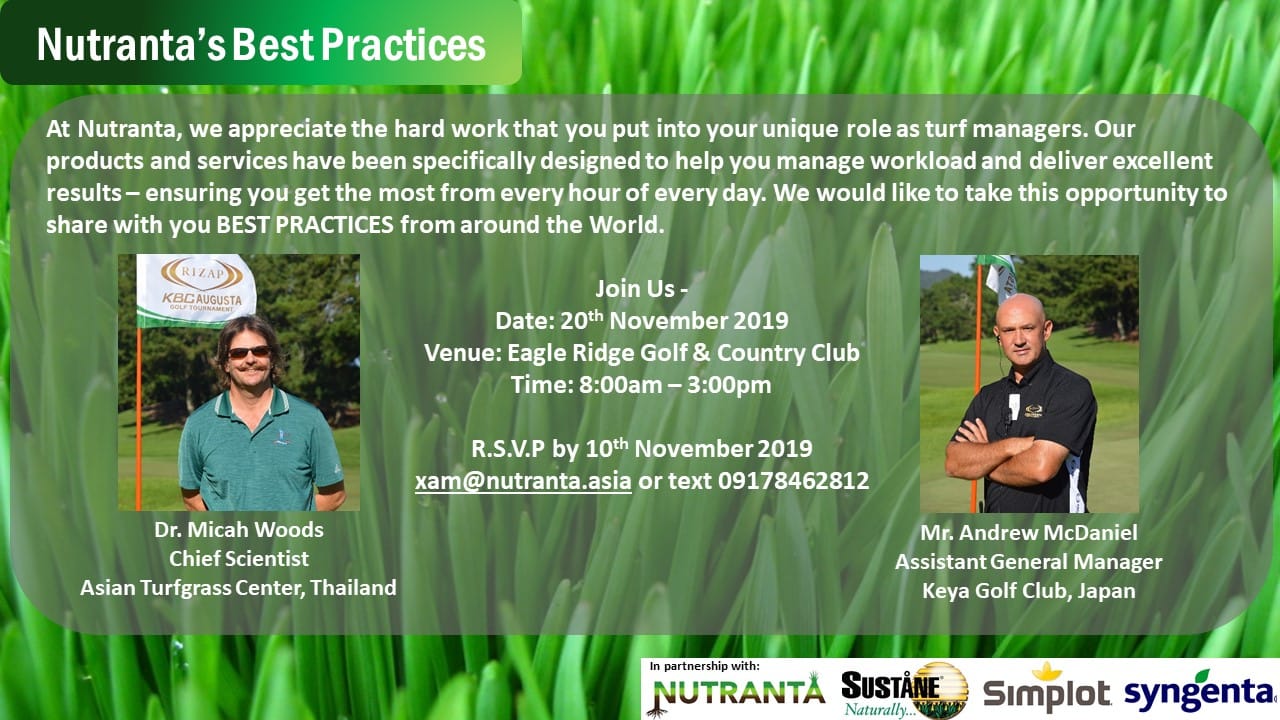 Nutranta's Best Practices
At Nutranta, we appreciate the hard work that you put into your unique role as turf managers. Our
products and services have been specifically designed to help you manage workload and deliver excellent
results – ensuring you get the most from every hour of every day. We would like to take this opportunity to
share with you BEST PRACTICES from around the World.
RIZAP
KBC AUGUSTA
GOLF TOURNAMENT
Join Us -
Date: 20th November 2019
Venue: Eagle Ridge Golf & Country Club
Time: 8:00am – 3:00pm
R.S.V.P by 10th November 2019
xam@nutranta.asia or text 09178462812
Dr. Micah Woods
Chief Scientist
Asian Turfgrass Center, Thailand
Mr. Andrew McDaniel
Assistant General Manager
Keya Golf Club, Japan
In partnership with:
NUTRANTA
SUSTÅNE®
Naturally...
Simplot
syngenta